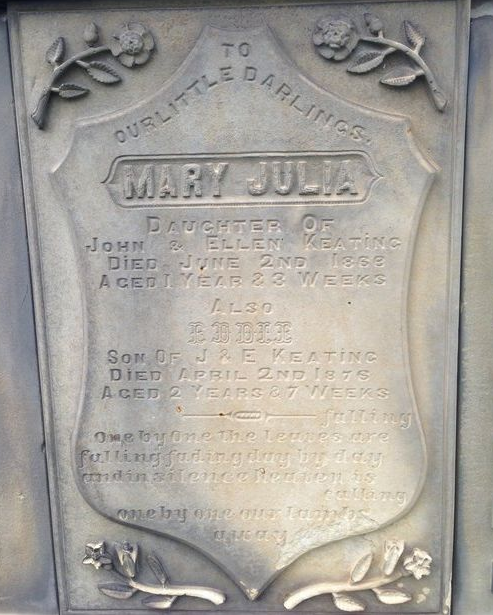 TO
OUR LITTLE DARLINGS.
MARY JULIA
DAUGHTER OF
JOHN & ELLEN KEATING
DIED JUNE 2ND 1868
AGED 1 YEAR & 3 WEEKS
ALSO
EDDIE
SON OF J & E KEATING
DIED APRIL 2ND 1876
AGED 2 YEARS & 7 WEEKS
falling
One by One the leaves are
falling fading day by day
and in silence Heaven is
calling
one by one our Lambs
away